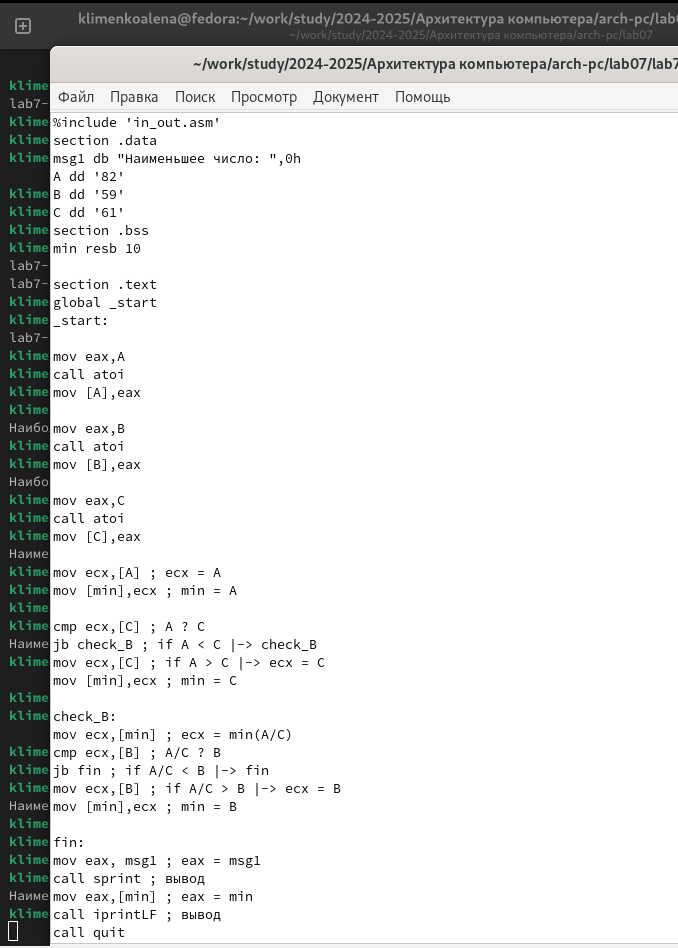 klimenkoalena@fedora:~/work/study/2024-2025/Архитектура компьютера/arch-pc/lab0
~/work/study/2024-2025/Архитектура компьютера/arch-pc/lab07
~/work/study/2024-2025/Архитектура компьютера/arch-pc/lab07/lab7
Файл Правка Поиск Просмотр Документ Помощь
klime
lab7-
klime
klime
klime
klime
klime
klime
klime
lab7-
lab7-
klime
klime
lab7-
klime
klime
klime
klime
Наибо
klime
klime
Наибо
klime
klime
klime
Наиме
klime
klime
klime
klime
Наиме
klime
klime
klime
klime
klime
klime
Наиме
klime
klime
klime
klime
Наиме
klime
%include 'in_out.asm'
section .data
msg1 db "Наименьшее число: ",0h
A dd '82'
B dd '59'
C dd '61'
section .bss
min resb 10
section .text
global _start
_start:
mov eax,A
call atoi
mov [A],eax
mov eax,B
call atoi
mov [B],eax
mov eax,C
call atoi
mov [C],eax
mov ecx,[A] ; ecx = A
mov [min],ecx ; min = A
cmp ecx,[C] ; A ? C
jb check_B ; if A < C |-> check_B
mov ecx,[C] ; if A > C |-> ecx = C
mov [min],ecx ; min = C
check_B:
mov ecx,[min] ; ecx = min(A/C)
cmp ecx,[B] ; A/C ? B
jb fin ; if A/C < B |-> fin
mov ecx,[B] ; if A/C > B |-> ecx = B
mov [min],ecx ; min = B
fin:
mov eax, msg1 ; eax = msg1
call sprint ; вывод
mov eax,[min] ; eax = min
call iprintLF ; вывод
call quit